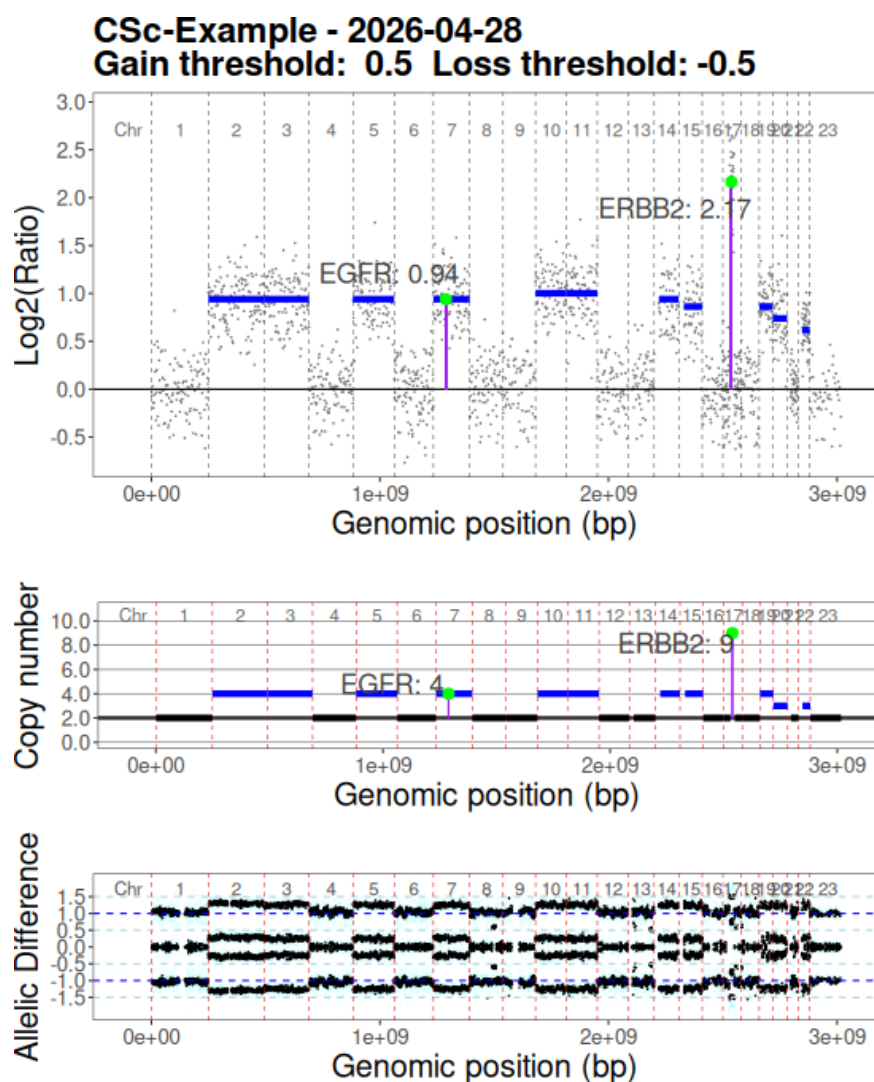 CSc-Example - 2026-04-28
Gain threshold: 0.5 Loss threshold: -0.5
Log2(Ratio)
3.0
2.5
2.0
1.5
1.0
0.5
0.0
-0.5
Chr 1 2 3 4 5 6 7 8 9 10 11 12 13 14 15 16 17 18 19 20 21 22 23
ERBB2: 2.17
EGFR: 0.94
0e+00 1e+09 2e+09 3e+09
Genomic position (bp)
Copy number
10.0
8.0
6.0
4.0
2.0
0.0
Chr 1 2 3 4 5 6 7 8 9 10 11 12 13 14 15 16 17 18 19 20 21 22 23
ERBB2: 9
EGFR: 4
0e+00 1e+09 2e+09 3e+09
Genomic position (bp)
Allelic Difference
1.5
1.0
0.5
0.0
-0.5
-1.0
-1.5
Chr 1 2 3 4 5 6 7 8 9 10 11 12 13 14 15 16 17 18 19 20 21 22 23
0e+00 1e+09 2e+09 3e+09
Genomic position (bp)